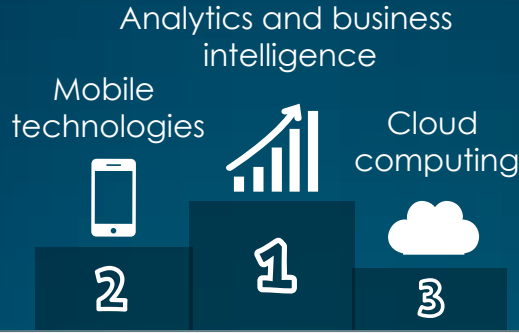 Analytics and business
intelligence
Mobile
technologies
Cloud
computing
2
1
3